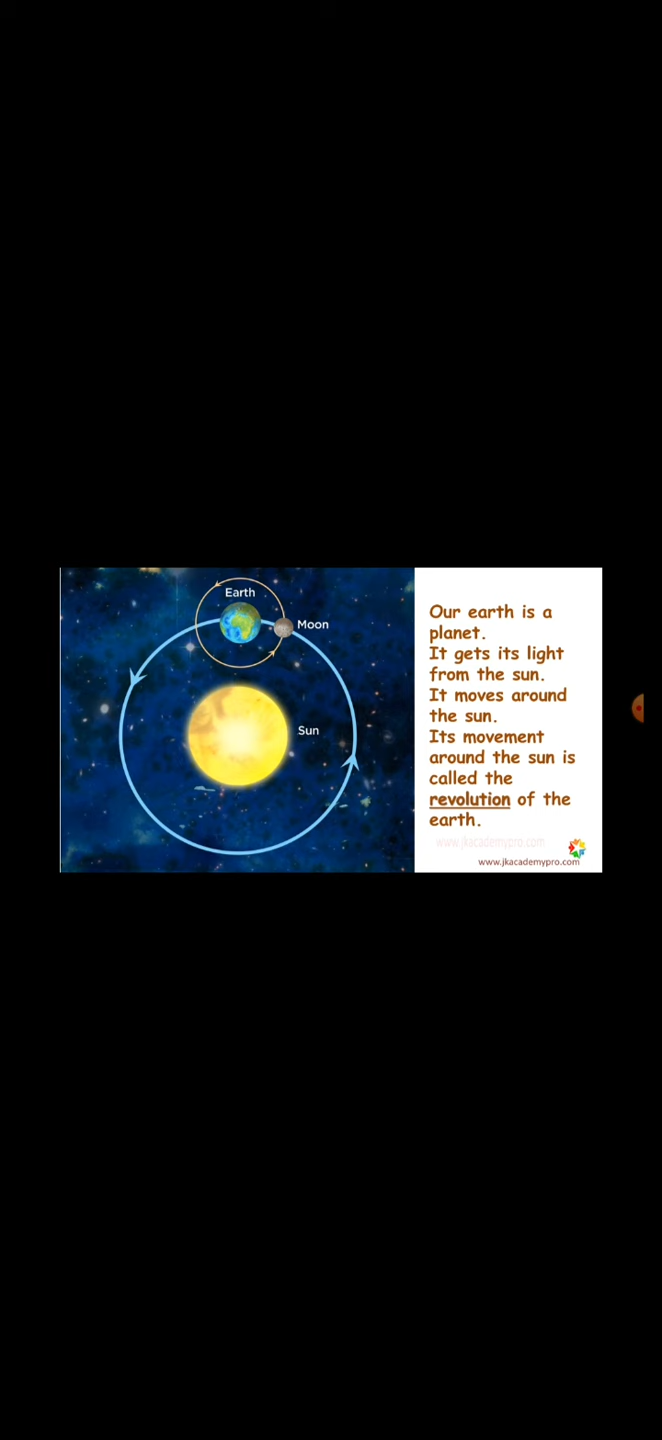 Earth
Moon
Sun
Our earth is a
planet.
It gets its light
from the sun.
It moves around
the sun.
Its movement
around the sun is
called the
revolution of the
earth.
www.jkacademypro.com
www.jkacademypro.com